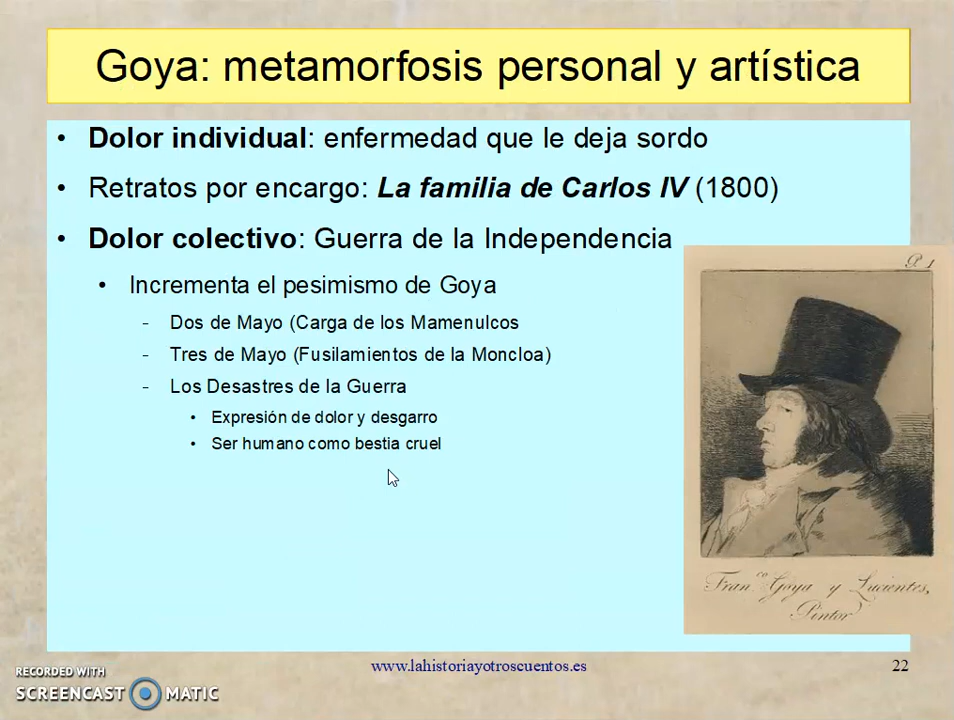 Goya: metamorfosis personal y artística
• Dolor individual: enfermedad que le deja sordo
• Retratos por encargo: La familia de Carlos IV (1800)
• Dolor colectivo: Guerra de la Independencia
• Incrementa el pesimismo de Goya
- Dos de Mayo (Carga de los Mamenulcos
- Tres de Mayo (Fusilamientos de la Moncloa)
- Los Desastres de la Guerra
• Expresión de dolor y desgarro
• Ser humano como bestia cruel
P. 1
Fran.co Goya y Lucientes,
Pintor
www.lahistoriayotroscuentos.es
22
RECORDED WITH
SCREENCAST MATIC